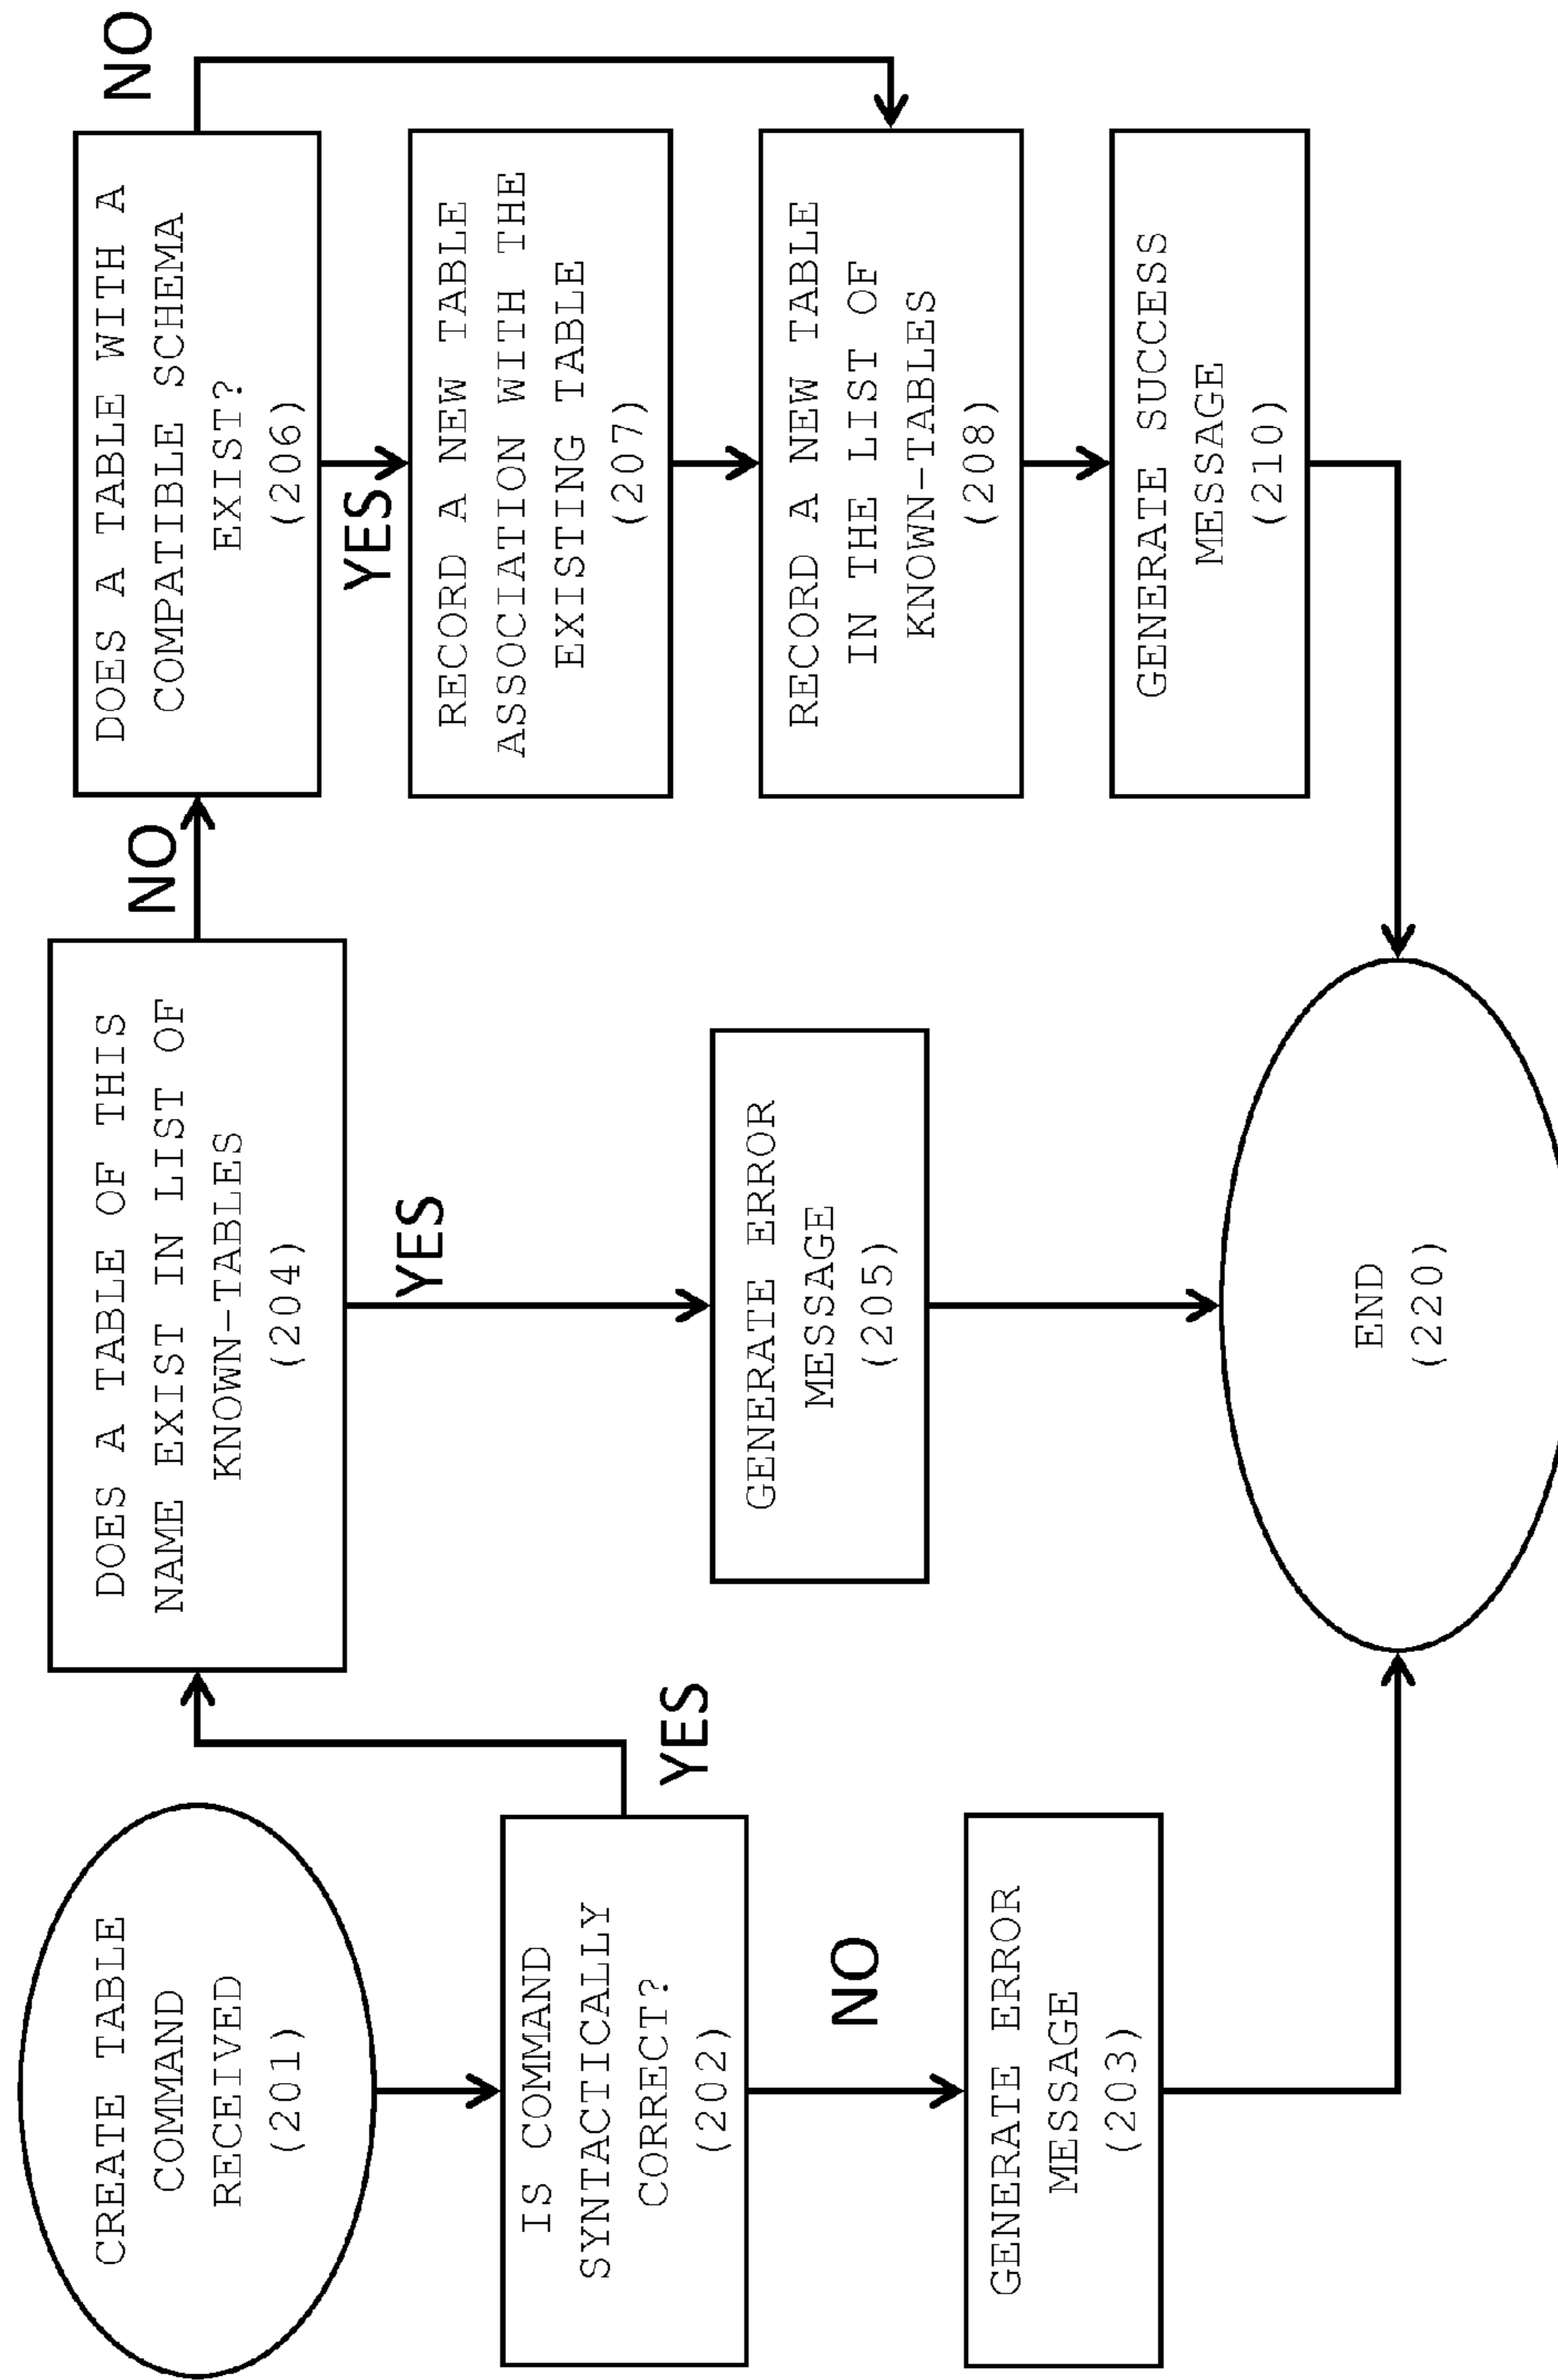 CREATE TABLE
COMMAND
RECEIVED
(201)
IS COMMAND
SYNTACTICALLY
CORRECT?
(202)
YES
NO
GENERATE ERROR
MESSAGE
(203)
DOES A TABLE OF THIS
NAME EXIST IN LIST OF
KNOWN-TABLES
(204)
NO
YES
GENERATE ERROR
MESSAGE
(205)
END
(220)
DOES A TABLE WITH A
COMPATIBLE SCHEMA
EXIST?
(206)
NO
YES
RECORD A NEW TABLE
ASSOCIATION WITH THE
EXISTING TABLE
(207)
RECORD A NEW TABLE
IN THE LIST OF
KNOWN-TABLES
(208)
GENERATE SUCCESS
MESSAGE
(210)